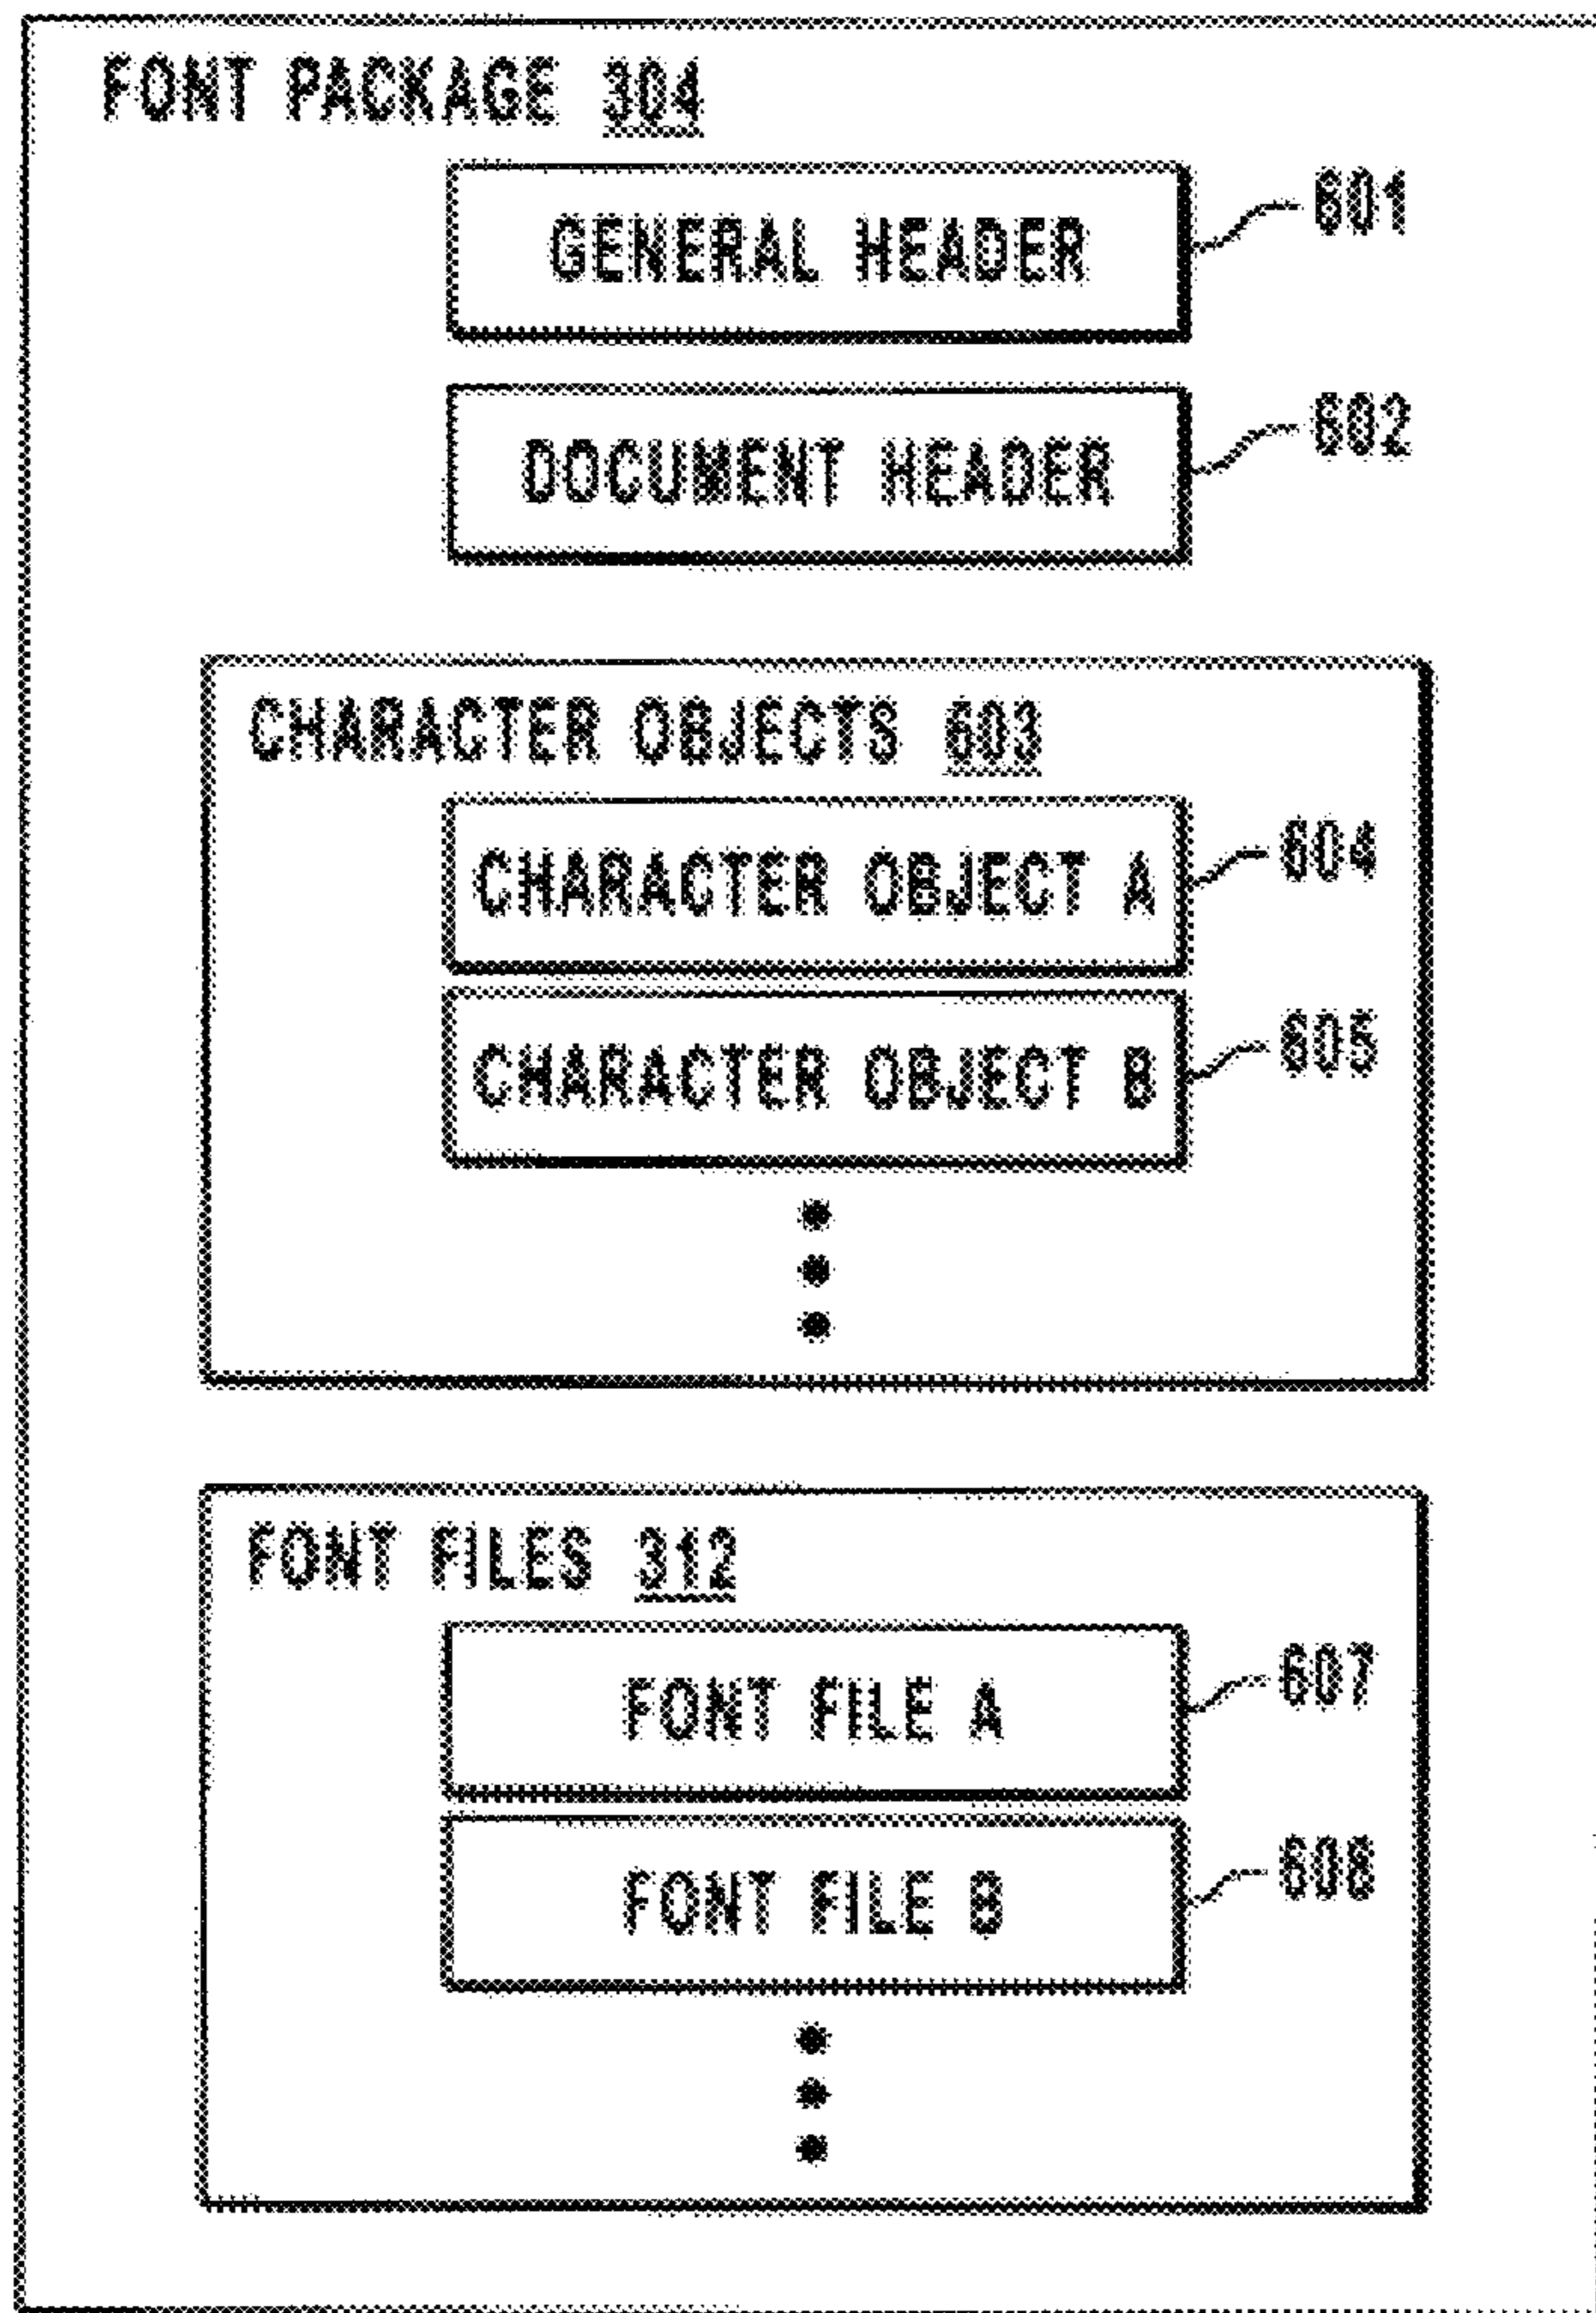 FONT PACKAGE 304
GENERAL HEADER 601
DOCUMENT HEADER 602
CHARACTER OBJECTS 603
CHARACTER OBJECT A 604
CHARACTER OBJECT B 605
FONT FILES 312
FONT FILE A 607
FONT FILE B 608